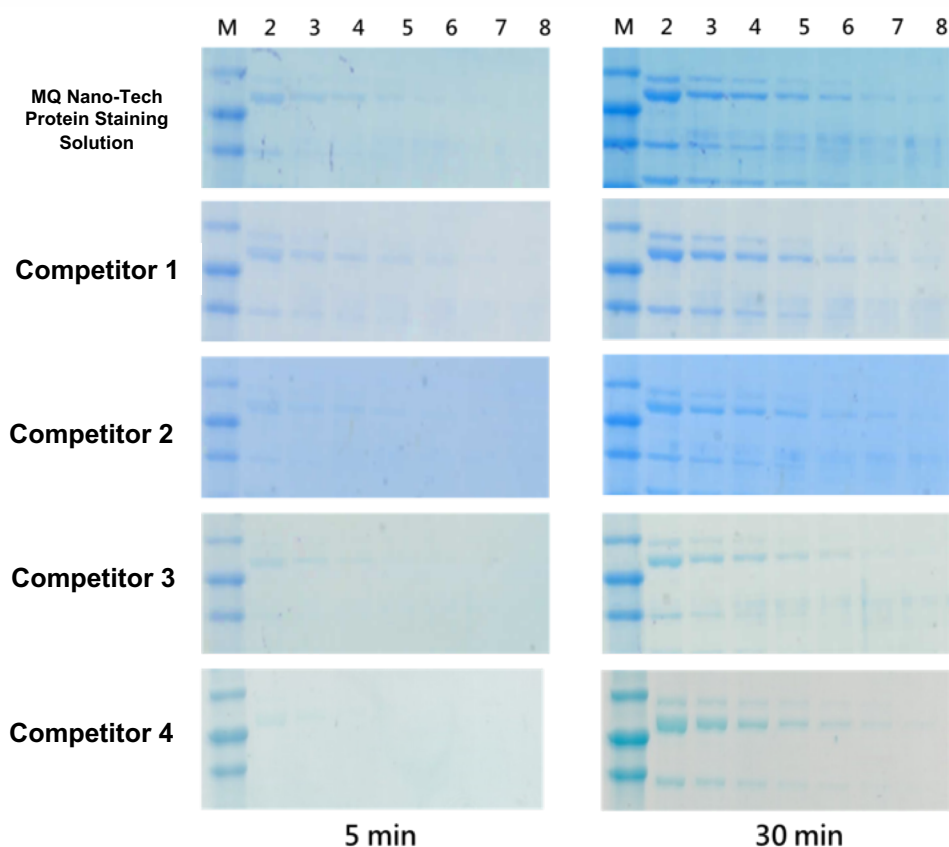 M 2 3 4 5 6 7 8
M 2 3 4 5 6 7 8
MQ Nano-Tech
Protein Staining
Solution
Competitor 1
Competitor 2
Competitor 3
Competitor 4
5 min
30 min